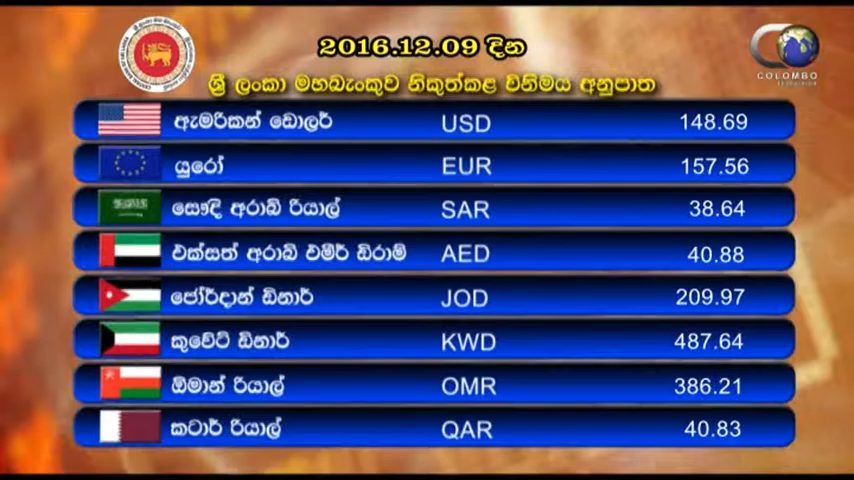 2016.12.09 දින
ශ්‍රී ලංකා මහබැංකුව නිකුත්කළ විනිමය අනුපාත
COLOMBO
TELEVISION
ඇමරිකන් ඩොලර් USD 148.69
යුරෝ EUR 157.56
සෞදි අරාබි රියාල් SAR 38.64
එක්සත් අරාබි එමීර් ඩිරාම් AED 40.88
ජෝර්දාන් ඩිනාර් JOD 209.97
කුවේට් ඩිනාර් KWD 487.64
ඕමාන් රියාල් OMR 386.21
කටාර් රියාල් QAR 40.83